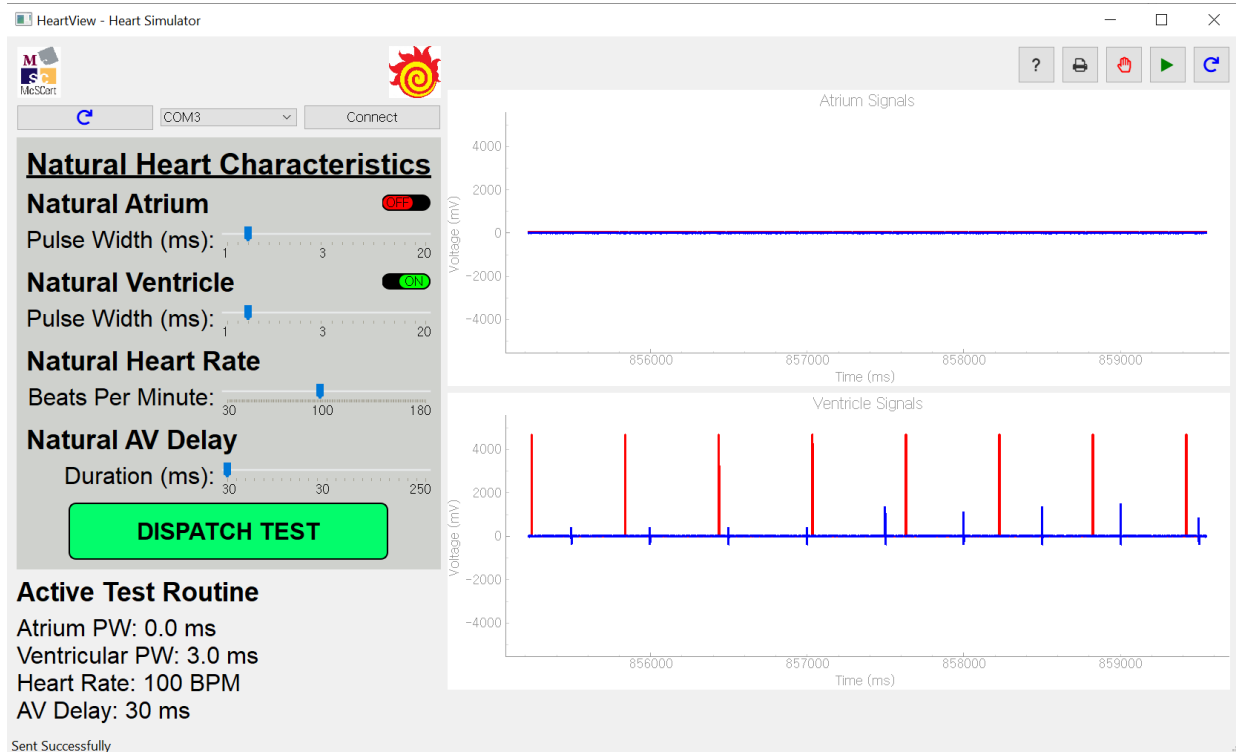 HeartView - Heart Simulator
M
SC
McSCert
?
COM3
Connect
Natural Heart Characteristics
Natural Atrium
OFF
Pulse Width (ms):
1 3 20
Natural Ventricle
ON
Pulse Width (ms):
1 3 20
Natural Heart Rate
Beats Per Minute:
30 100 180
Natural AV Delay
Duration (ms):
30 30 250
DISPATCH TEST
Active Test Routine
Atrium PW: 0.0 ms
Ventricular PW: 3.0 ms
Heart Rate: 100 BPM
AV Delay: 30 ms
Sent Successfully
Atrium Signals
Voltage (mV)
4000
2000
0
−2000
−4000
856000 857000 858000 859000
Time (ms)
Ventricle Signals
Voltage (mV)
4000
2000
0
−2000
−4000
856000 857000 858000 859000
Time (ms)